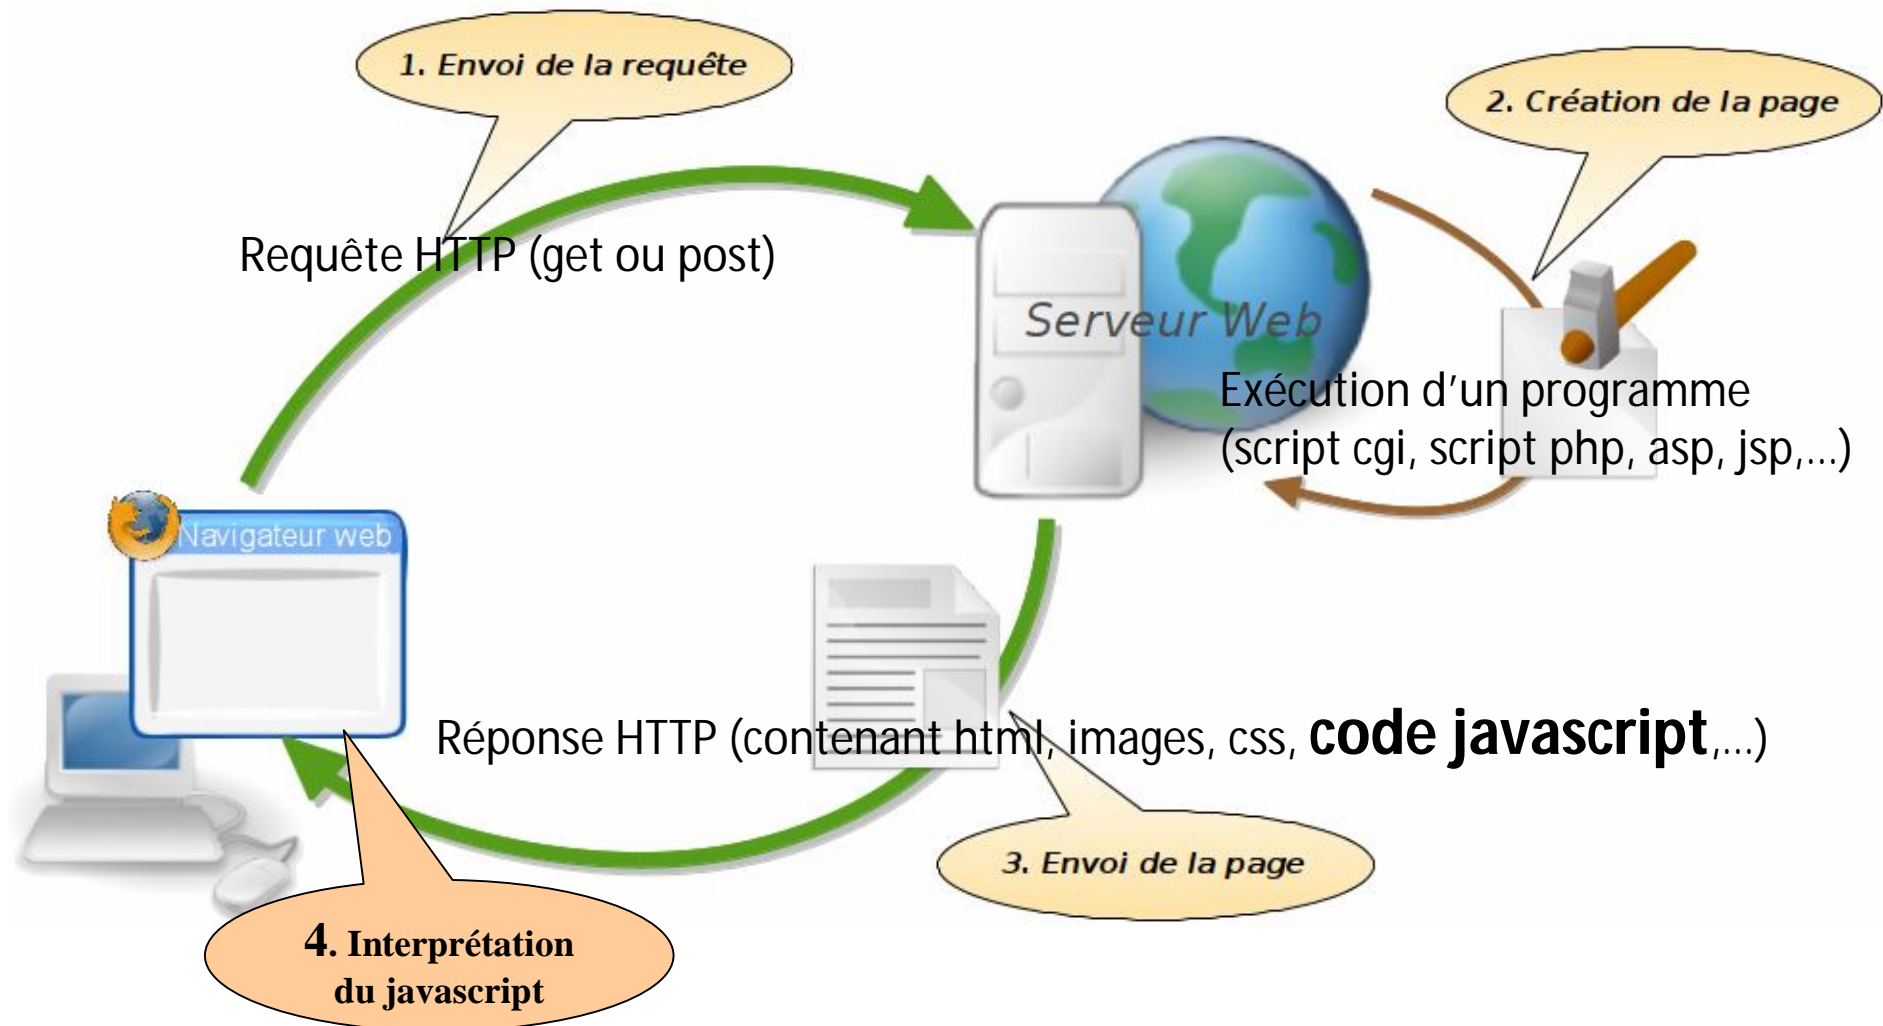 1. Envoi de la requête
2. Création de la page
Requête HTTP (get ou post)
Serveur Web
Exécution d'un programme
(script cgi, script php, asp, jsp,...)
Navigateur web
Réponse HTTP (contenant html, images, css, code javascript,...)
3. Envoi de la page
4. Interprétation
du javascript